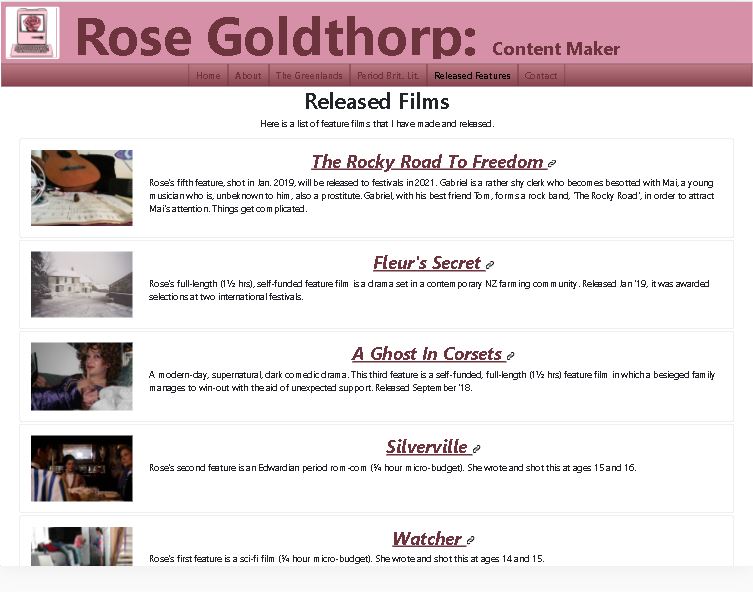 Rose Goldthorp: Content Maker
Home About The Greenlands Period Brit. Lit. Released Features Contact
Released Films
Here is a list of feature films that I have made and released.
The Rocky Road To Freedom
Rose's fifth feature, shot in Jan. 2019, will be released to festivals in 2021. Gabriel is a rather shy clerk who becomes besotted with Mai, a young
musician who is, unbeknown to him, also a prostitute. Gabriel, with his best friend Tom, forms a rock band, 'The Rocky Road', in order to attract
Mai's attention. Things get complicated.
Fleur's Secret
Rose's full-length (1½ hrs), self-funded feature film is a drama set in a contemporary NZ farming community. Released Jan '19, it was awarded
selections at two international festivals.
A Ghost In Corsets
A modern-day, supernatural, dark comedic drama. This third feature is a self-funded, full-length (1½ hrs) feature film in which a besieged family
manages to win-out with the aid of unexpected support. Released September '18.
Silverville
Rose's second feature is an Edwardian period rom-com (¾ hour micro-budget). She wrote and shot this at ages 15 and 16.
Watcher
Rose's first feature is a sci-fi film (¾ hour micro-budget). She wrote and shot this at ages 14 and 15.